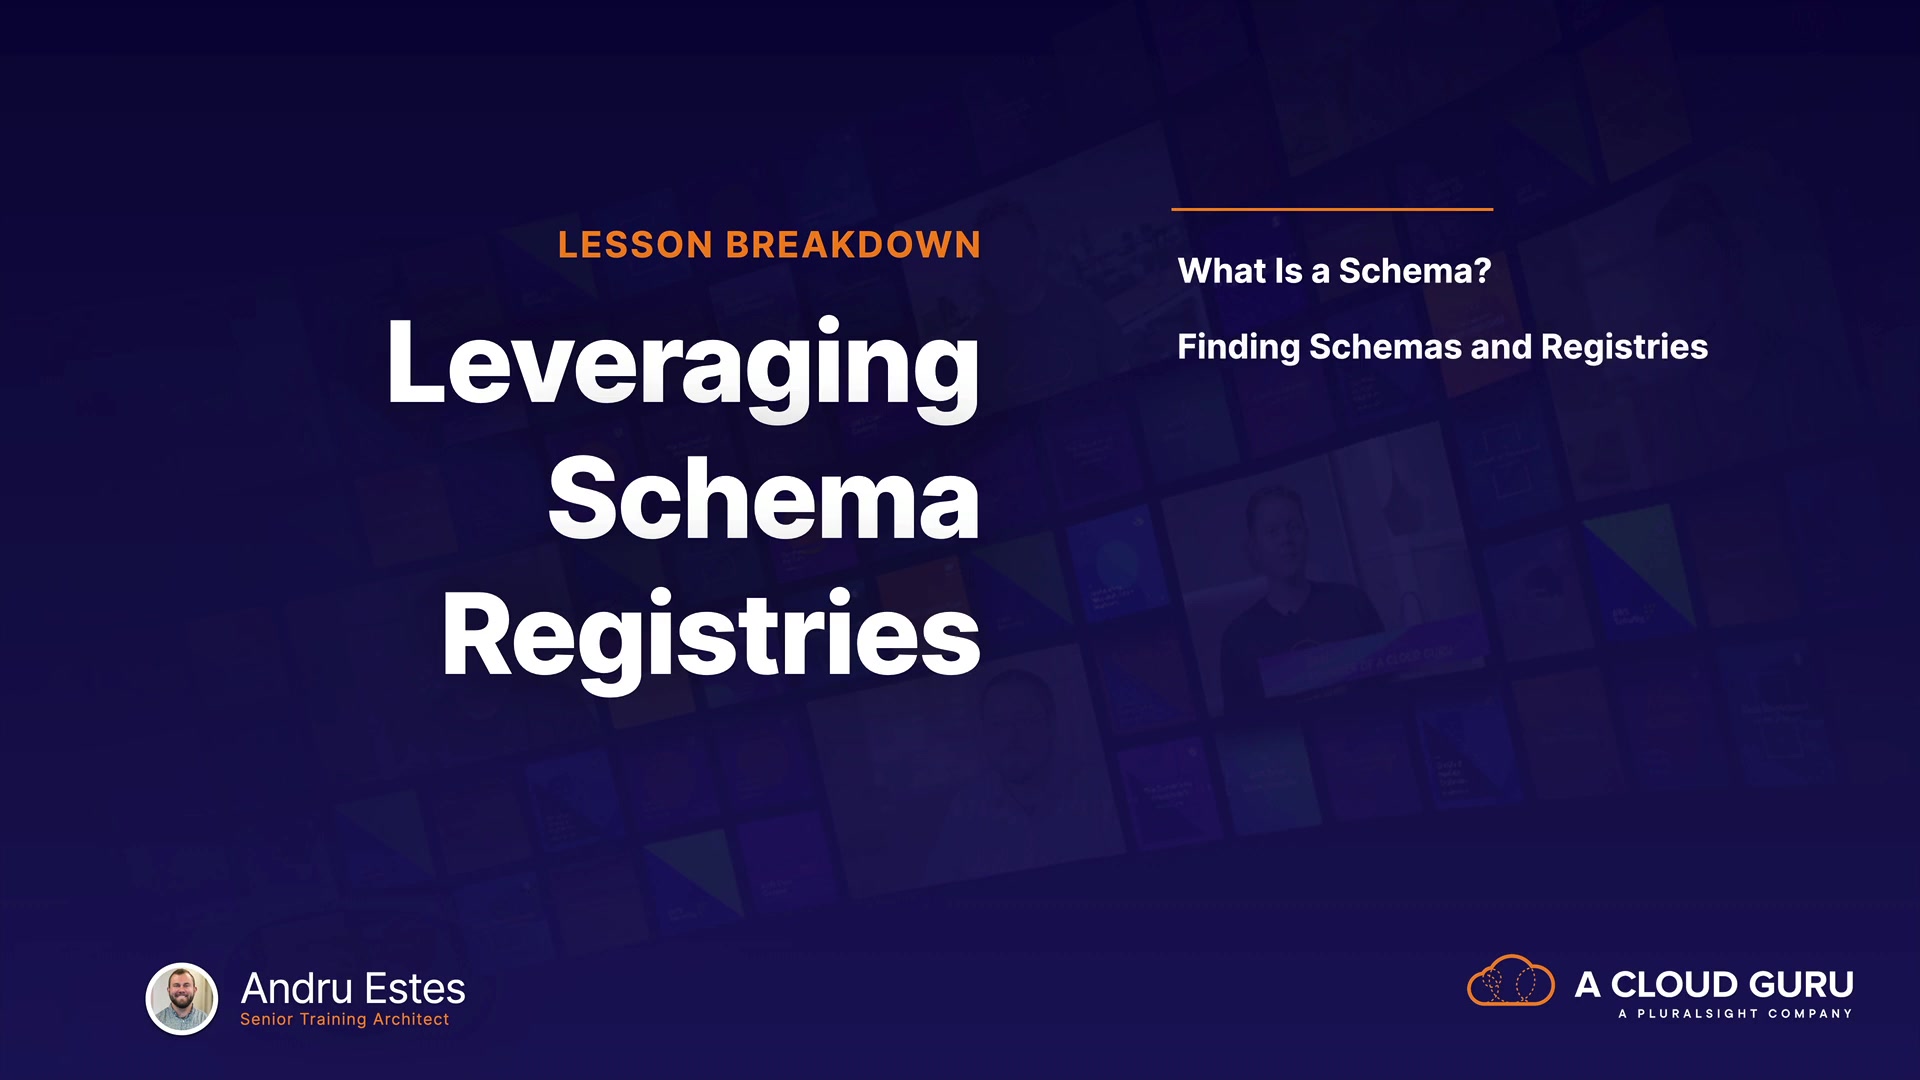 LESSON BREAKDOWN
Leveraging
Schema
Registries
What Is a Schema?
Finding Schemas and Registries
Andru Estes
Senior Training Architect
A CLOUD GURU
A PLURALSIGHT COMPANY